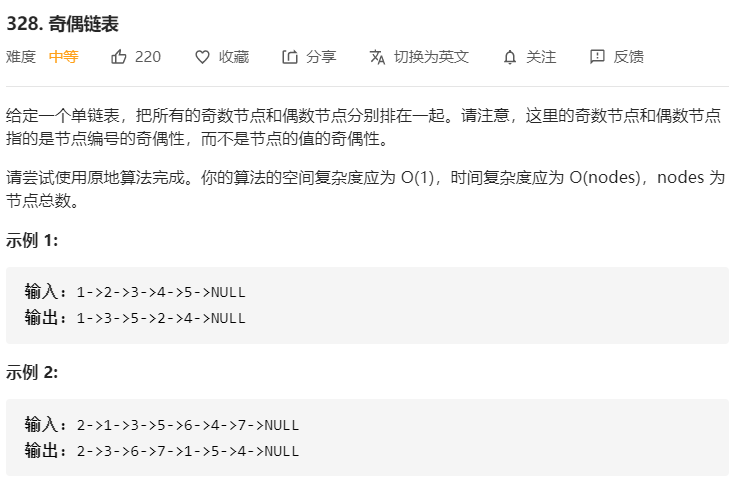 328. 奇偶链表
难度 中等 220 收藏 分享 切换为英文 关注 反馈
给定一个单链表，把所有的奇数节点和偶数节点分别排在一起。请注意，这里的奇数节点和偶数节点
指的是节点编号的奇偶性，而不是节点的值的奇偶性。
请尝试使用原地算法完成。你的算法的空间复杂度应为 O(1)，时间复杂度应为 O(nodes)，nodes 为
节点总数。
示例 1:
输入: 1->2->3->4->5->NULL
输出: 1->3->5->2->4->NULL
示例 2:
输入: 2->1->3->5->6->4->7->NULL
输出: 2->3->6->7->1->5->4->NULL